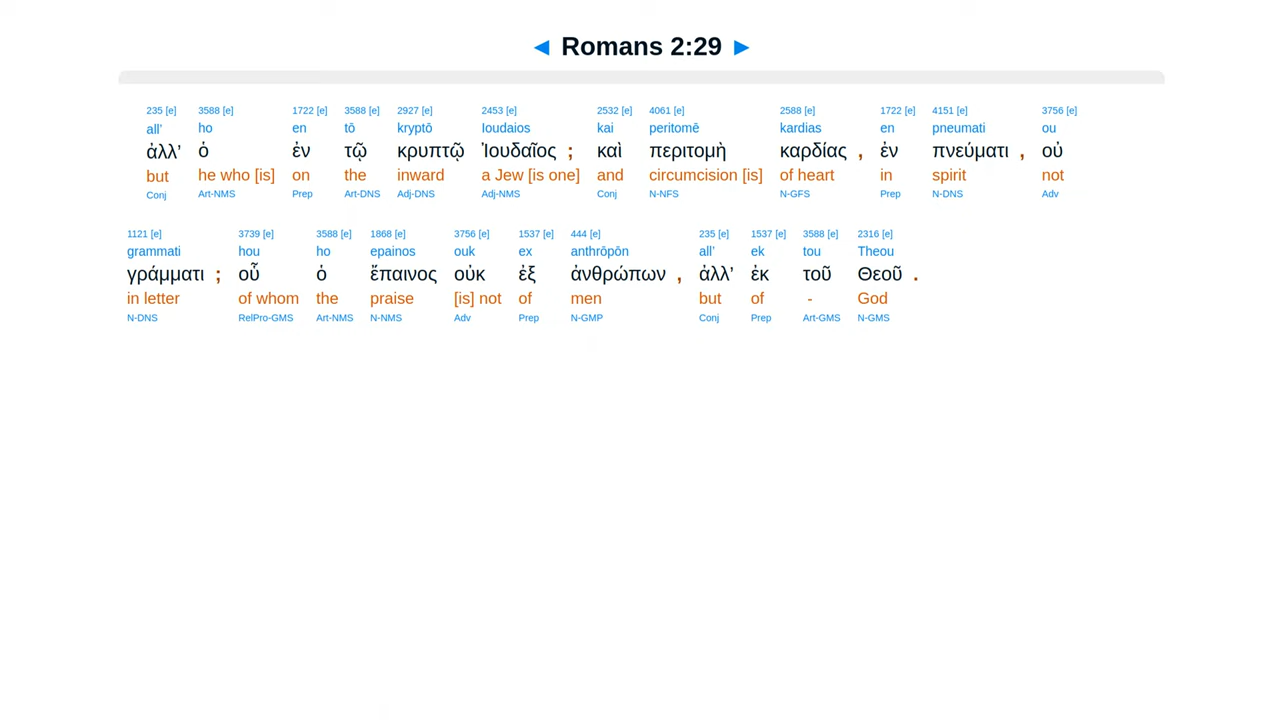 ◄ Romans 2:29 ►
235 [e] 3588 [e] 1722 [e] 3588 [e] 2927 [e] 2453 [e] 2532 [e] 4061 [e] 2588 [e] 1722 [e] 4151 [e] 3756 [e]
all’ ho en tō kryptō Ioudaios kai peritomē kardias en pneumati ou
ἀλλ’ ὁ ἐν τῷ κρυπτῷ Ἰουδαῖος ; καὶ περιτομὴ καρδίας , ἐν πνεύματι , οὐ
but he who [is] on the inward a Jew [is one] and circumcision [is] of heart in spirit not
Conj Art-NMS Prep Art-DNS Adj-DNS Adj-NMS Conj N-NFS N-GFS Prep N-DNS Adv
1121 [e] 3739 [e] 3588 [e] 1868 [e] 3756 [e] 1537 [e] 444 [e] 235 [e] 1537 [e] 3588 [e] 2316 [e]
grammati hou ho epainos ouk ex anthrōpōn all’ ek tou Theou
γράμματι ; οὗ ὁ ἔπαινος οὐκ ἐξ ἀνθρώπων , ἀλλ’ ἐκ τοῦ Θεοῦ .
in letter of whom the praise [is] not of men but of - God
N-DNS RelPro-GMS Art-NMS N-NMS Adv Prep N-GMP Conj Prep Art-GMS N-GMS